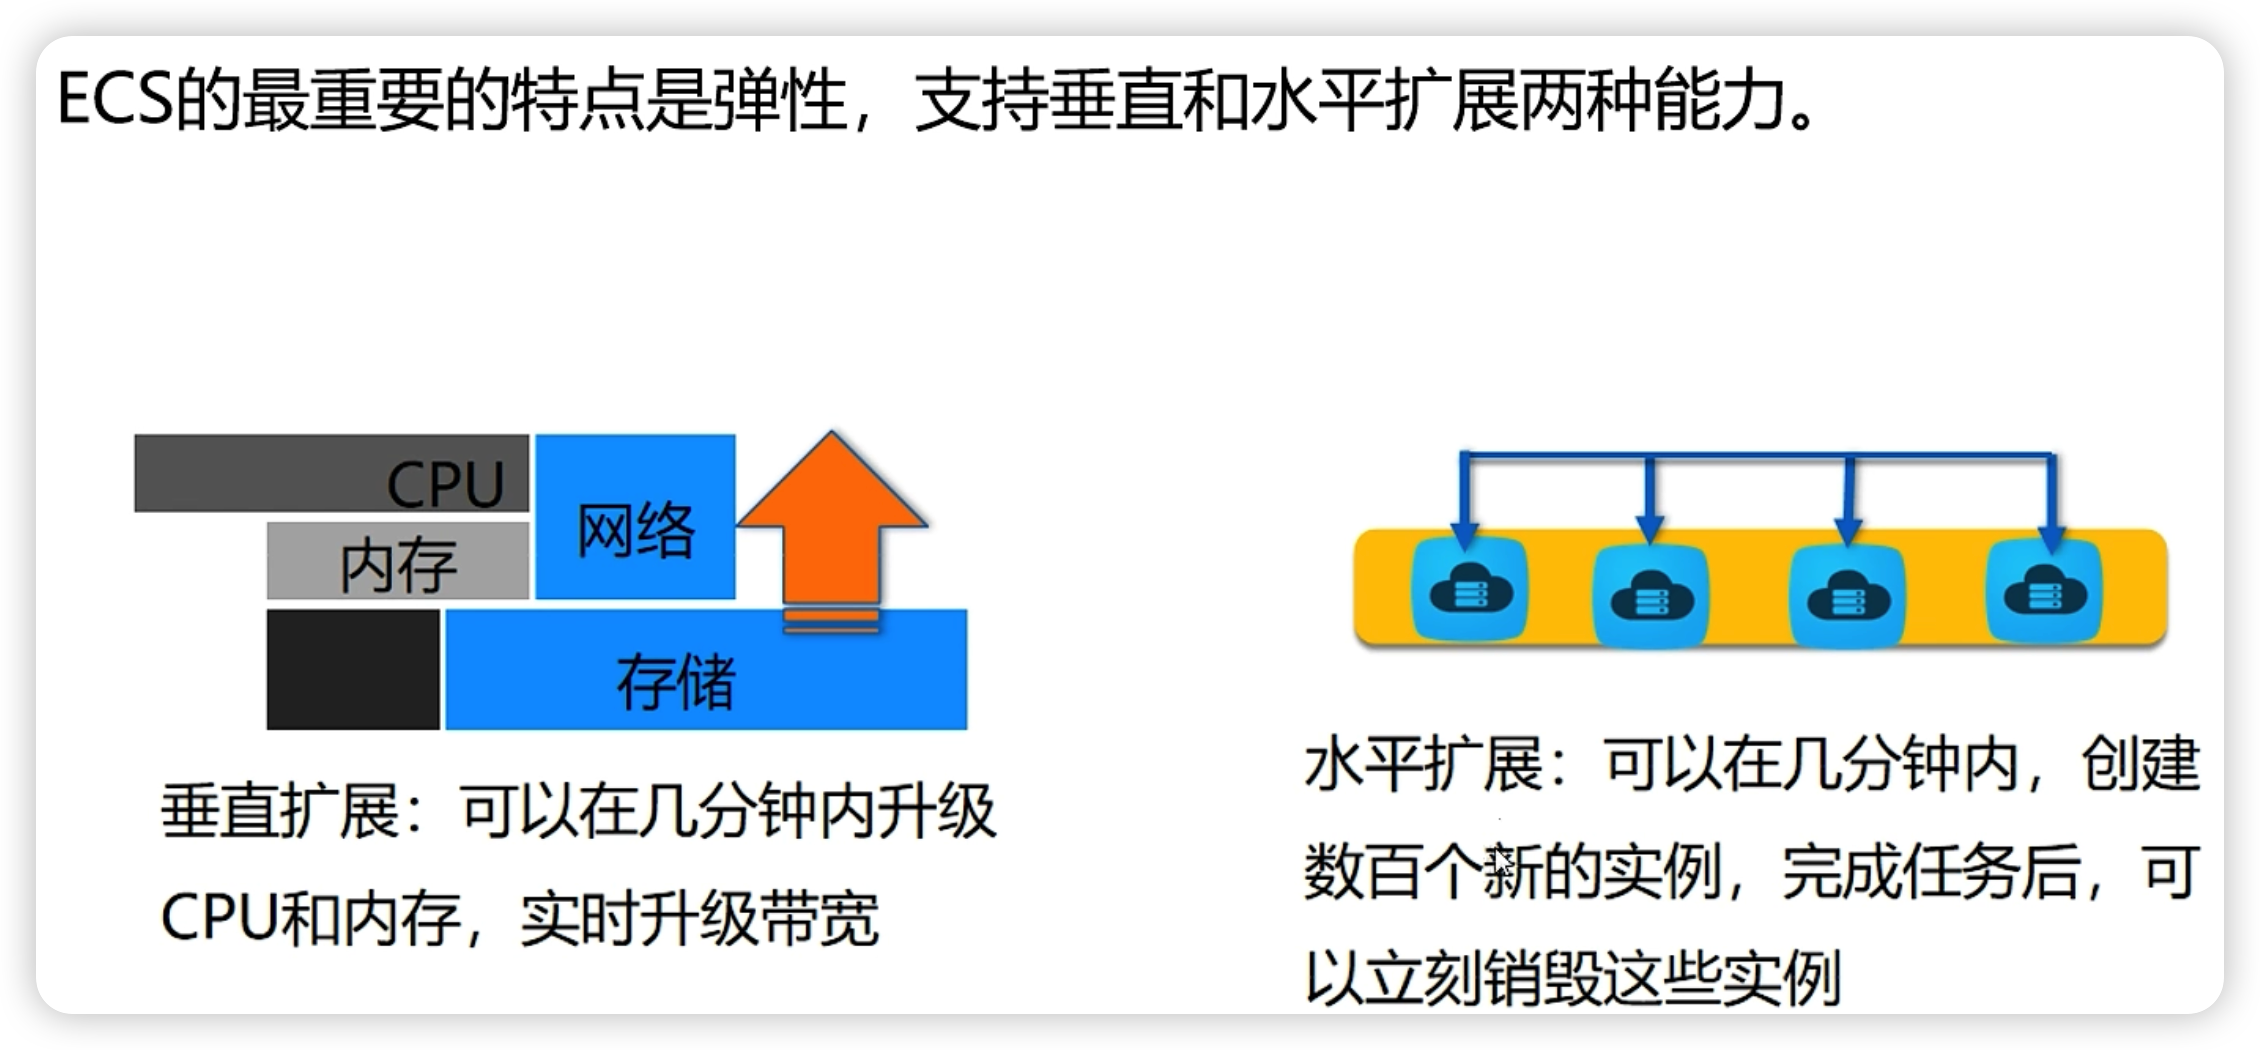 ECS的最重要的特点是弹性，支持垂直和水平扩展两种能力。
CPU
内存
网络
存储
垂直扩展：可以在几分钟内升级
CPU和内存，实时升级带宽
水平扩展：可以在几分钟内，创建
数百个新的实例，完成任务后，可
以立刻销毁这些实例